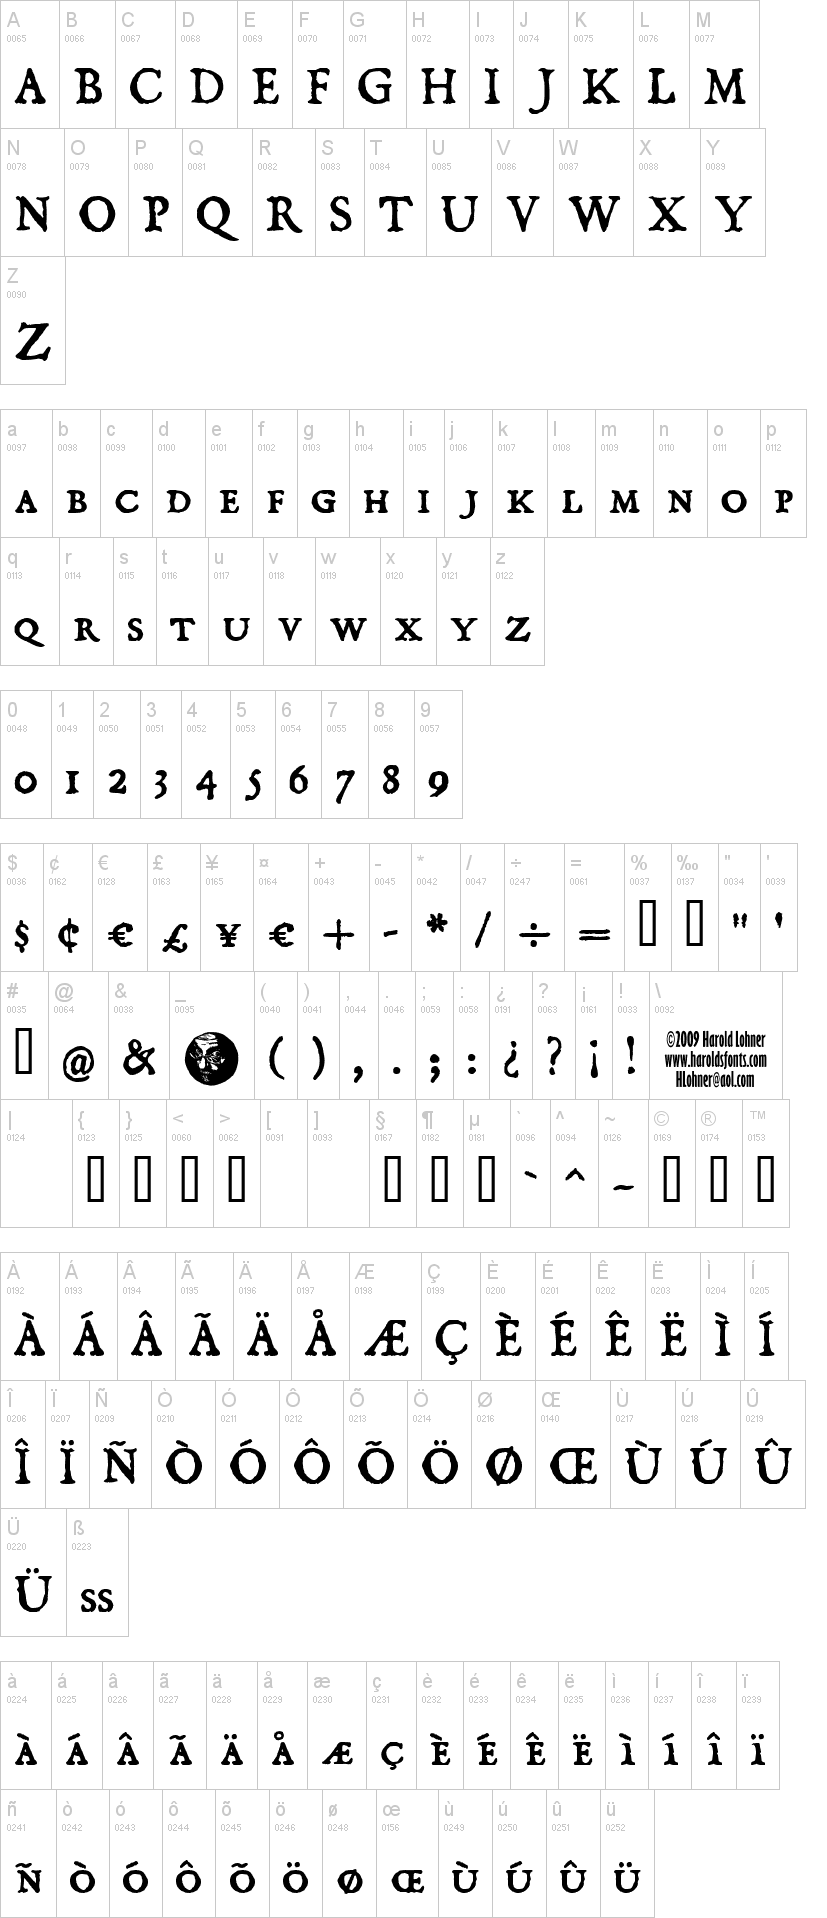 A B C D E F G H I J K L M
0065 0066 0067 0068 0069 0070 0071 0072 0073 0074 0075 0076 0077
A B C D E F G H I J K L M
N O P Q R S T U V W X Y
0078 0079 0080 0081 0082 0083 0084 0085 0086 0087 0088 0089
N O P Q R S T U V W X Y
Z
0090
Z
a b c d e f g h i j k l m n o p
0097 0098 0099 0100 0101 0102 0103 0104 0105 0106 0107 0108 0109 0110 0111 0112
A B C D E F G H I J K L M N O P
q r s t u v w x y z
0113 0114 0115 0116 0117 0118 0119 0120 0121 0122
Q R S T U V W X Y Z
0 1 2 3 4 5 6 7 8 9
0048 0049 0050 0051 0052 0053 0054 0055 0056 0057
0 1 2 3 4 5 6 7 8 9
$ ¢ € £ ¥ ¤ + - * / ÷ = % ‰ " '
0036 0162 0128 0163 0165 0164 0043 0045 0042 0047 0247 0061 0037 0137 0034 0039
$ ¢ € £ ¥ € + - * / ÷ = " '
# @ & _ ( ) , . ; : ¿ ? ¡ ! \
0035 0064 0038 0095 0040 0041 0044 0046 0059 0058 0191 0063 0161 0033 0092
@ & ( ) , . ; : ¿ ? ¡ !
©2009 Harold Lohner
www.haroldsfonts.com
HLohner@aol.com
| { } < > [ ] § ¶ µ ` ^ ~ © ® ™
0124 0123 0125 0060 0062 0091 0093 0167 0182 0181 0096 0094 0126 0169 0174 0153
` ^ ~
À Á Â Ã Ä Å Æ Ç È É Ê Ë Ì Í
0192 0193 0194 0195 0196 0197 0198 0199 0200 0201 0202 0203 0204 0205
À Á Â Ã Ä Å Æ Ç È É Ê Ë Ì Í
Î Ï Ñ Ò Ó Ô Õ Ö Ø Œ Ù Ú Û
0206 0207 0209 0210 0211 0212 0213 0214 0216 0140 0217 0218 0219
Î Ï Ñ Ò Ó Ô Õ Ö Ø Œ Ù Ú Û
Ü ß
0220 0223
Ü ss
à á â ã ä å æ ç è é ê ë ì í î ï
0224 0225 0226 0227 0228 0229 0230 0231 0232 0233 0234 0235 0236 0237 0238 0239
À Á Â Ã Ä Å Æ Ç È É Ê Ë Ì Í Î Ï
ñ ò ó ô õ ö ø œ ù ú û ü
0241 0242 0243 0244 0245 0246 0248 0156 0249 0250 0251 0252
Ñ Ò Ó Ô Õ Ö Ø Œ Ù Ú Û Ü